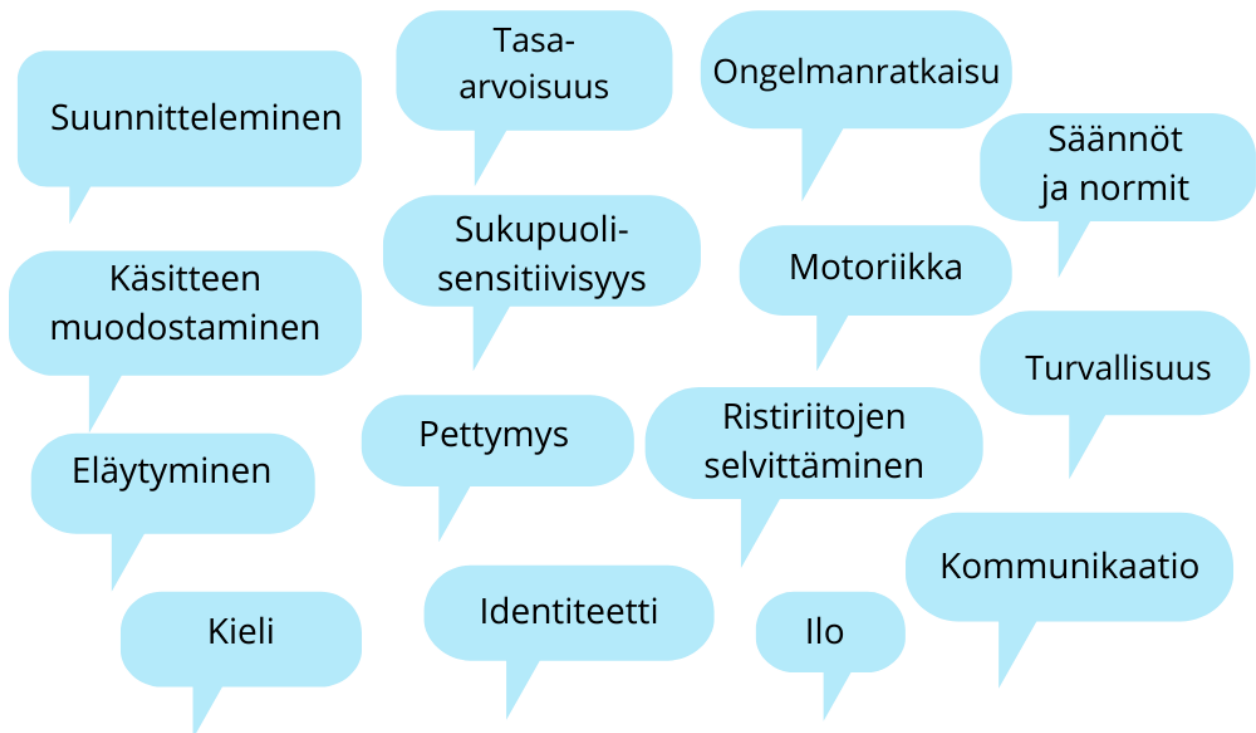 Suunnitteleminen
Tasa-
arvoisuus
Ongelmanratkaisu
Säännöt
ja normit
Käsitteen
muodostaminen
Sukupuoli-
sensitiivisyys
Motoriikka
Turvallisuus
Eläytyminen
Pettymys
Ristiriitojen
selvittäminen
Kommunikaatio
Kieli
Identiteetti
Ilo